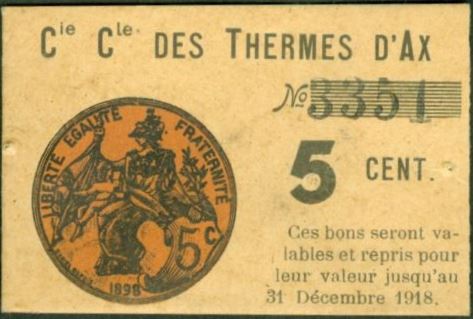 Cie Cle DES THERMES D'AX
No 3351
5 CENT.
LIBERTÉ EGALITÉ FRATERNITÉ
5c
1898
Ces bons seront va-
lables et repris pour
leur valeur jusqu'au
31 Décembre 1918.